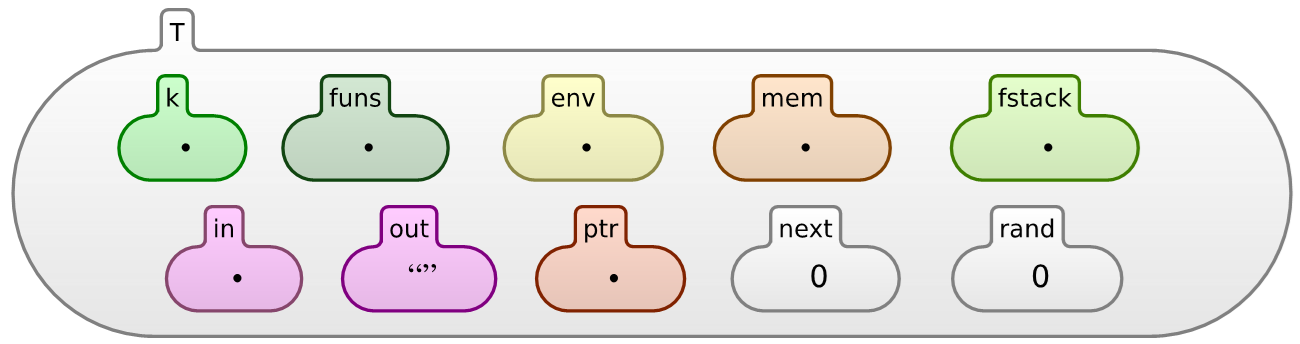 T
k funs env mem fstack
• • • • •
in out ptr next rand
• “” • 0 0